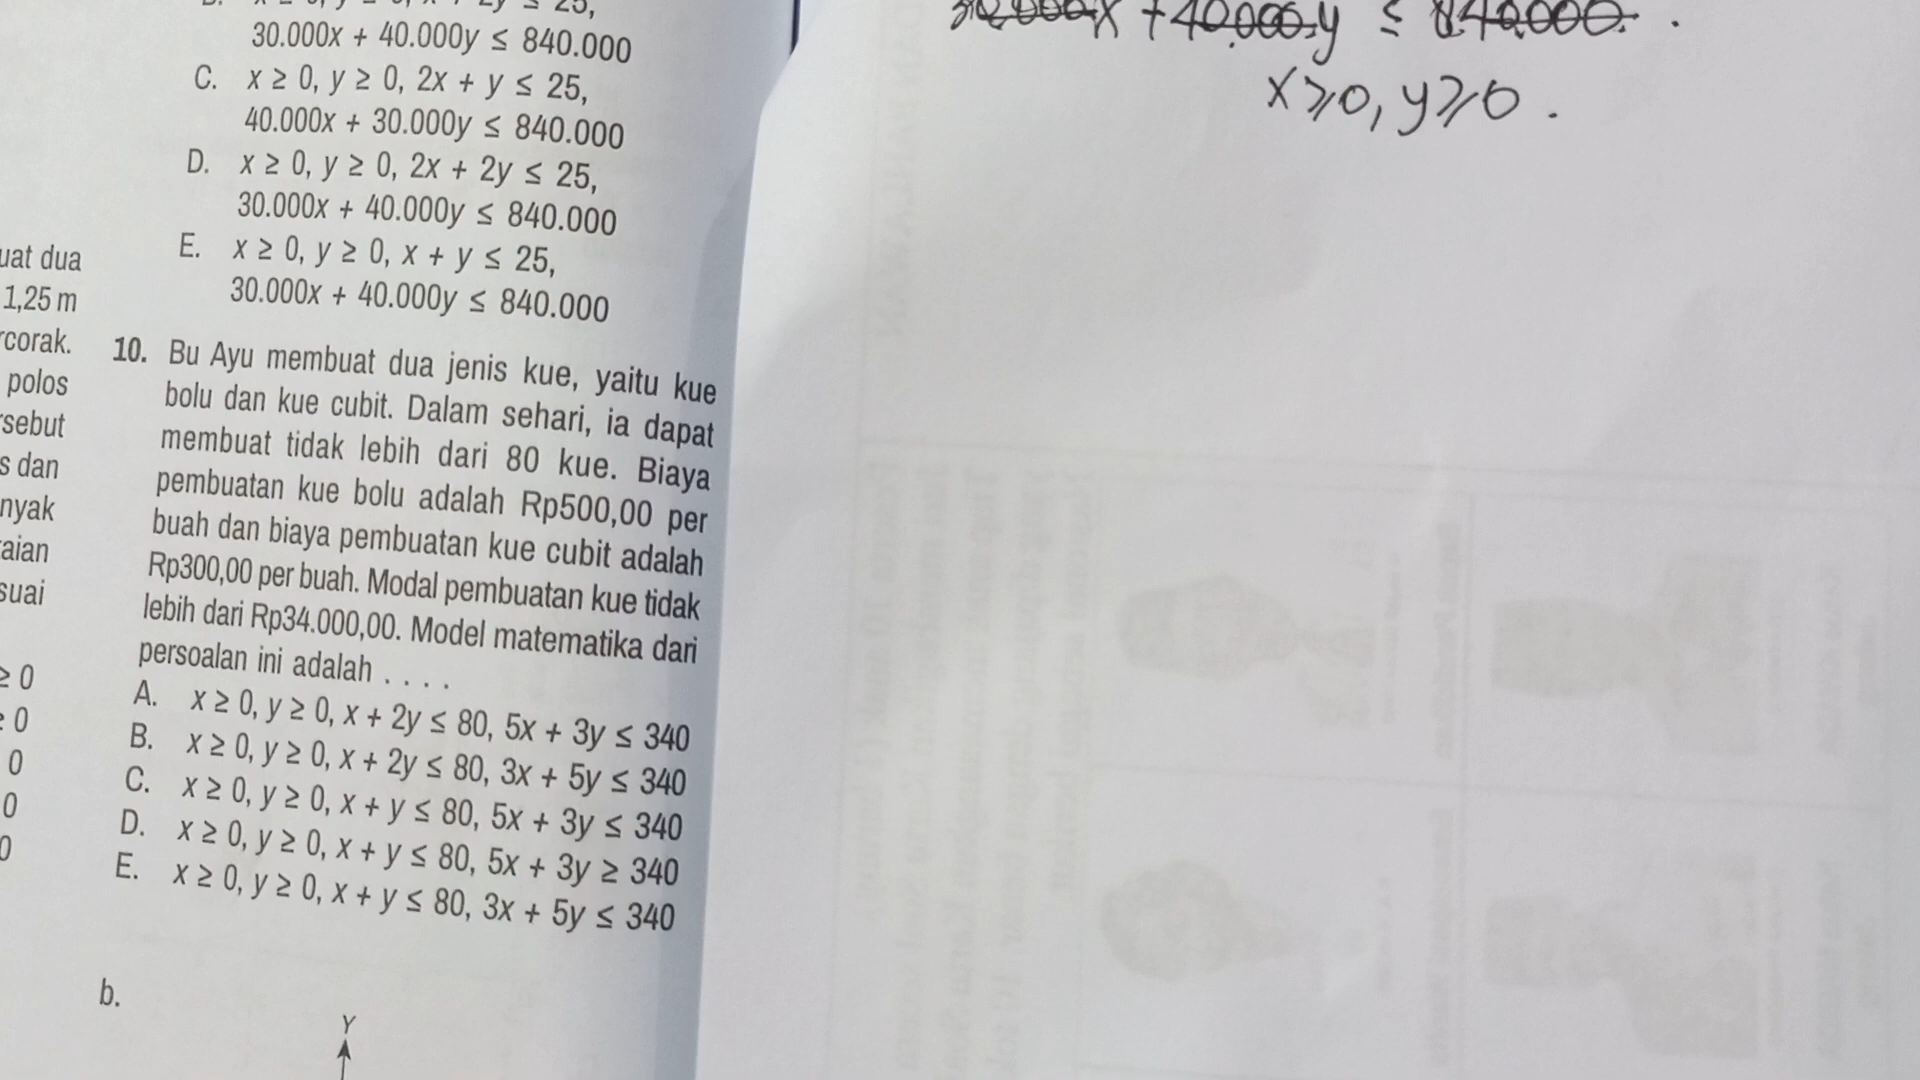 30.000x + 40.000y ≤ 840.000
C. x ≥ 0, y ≥ 0, 2x + y ≤ 25,
40.000x + 30.000y ≤ 840.000
D. x ≥ 0, y ≥ 0, 2x + 2y ≤ 25,
30.000x + 40.000y ≤ 840.000
E. x ≥ 0, y ≥ 0, x + y ≤ 25,
30.000x + 40.000y ≤ 840.000
10. Bu Ayu membuat dua jenis kue, yaitu kue
bolu dan kue cubit. Dalam sehari, ia dapat
membuat tidak lebih dari 80 kue. Biaya
pembuatan kue bolu adalah Rp500,00 per
buah dan biaya pembuatan kue cubit adalah
Rp300,00 per buah. Modal pembuatan kue tidak
lebih dari Rp34.000,00. Model matematika dari
persoalan ini adalah . . . .
A. x ≥ 0, y ≥ 0, x + 2y ≤ 80, 5x + 3y ≤ 340
B. x ≥ 0, y ≥ 0, x + 2y ≤ 80, 3x + 5y ≤ 340
C. x ≥ 0, y ≥ 0, x + y ≤ 80, 5x + 3y ≤ 340
D. x ≥ 0, y ≥ 0, x + y ≤ 80, 5x + 3y ≥ 340
E. x ≥ 0, y ≥ 0, x + y ≤ 80, 3x + 5y ≤ 340
b.
Y
dua
1,25 m
polos
dan
≥ 0
0
0
0
x + 40.000y ≤ 840.000.
x ≥ 0, y ≥ 0.